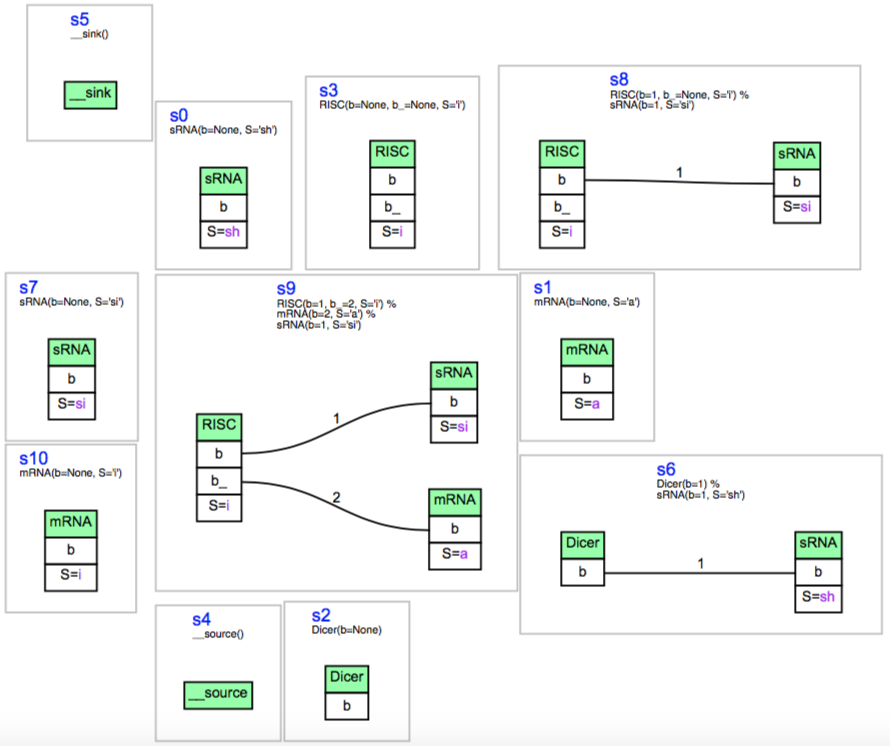 s5
__sink()
__sink
s0
sRNA(b=None, S='sh')
sRNA
b
S=sh
s3
RISC(b=None, b_=None, S='i')
RISC
b
b_
S=i
s8
RISC(b=1, b_=None, S='i') %
sRNA(b=1, S='si')
RISC
b
b_
S=i
1
sRNA
b
S=si
s7
sRNA(b=None, S='si')
sRNA
b
S=si
s9
RISC(b=1, b_=2, S='i') %
mRNA(b=2, S='a') %
sRNA(b=1, S='si')
RISC
b
b_
S=i
1
2
sRNA
b
S=si
mRNA
b
S=a
s1
mRNA(b=None, S='a')
mRNA
b
S=a
s10
mRNA(b=None, S='i')
mRNA
b
S=i
s6
Dicer(b=1) %
sRNA(b=1, S='sh')
Dicer
b
1
sRNA
b
S=sh
s4
__source()
__source
s2
Dicer(b=None)
Dicer
b